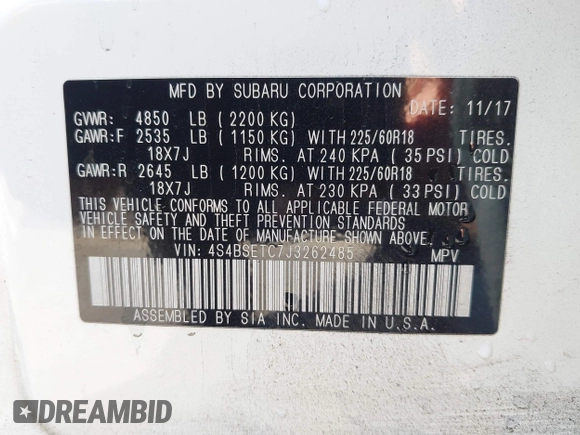 MFD BY SUBARU CORPORATION
DATE: 11/17
GVWR: 4850 LB ( 2200 KG)
GAWR:F 2535 LB ( 1150 KG) WITH 225/60R18 TIRES.
18X7J RIMS. AT 240 KPA ( 35 PSI) COLD
GAWR:R 2645 LB ( 1200 KG) WITH 225/60R18 TIRES.
18X7J RIMS. AT 230 KPA ( 33 PSI) COLD
THIS VEHICLE CONFORMS TO ALL APPLICABLE FEDERAL MOTOR
VEHICLE SAFETY AND THEFT PREVENTION STANDARDS
IN EFFECT ON THE DATE OF MANUFACTURE SHOWN ABOVE.
VIN: 4S4BSETC7J3262485 MPV
ASSEMBLED BY SIA INC. MADE IN U.S.A.
DREAMBID